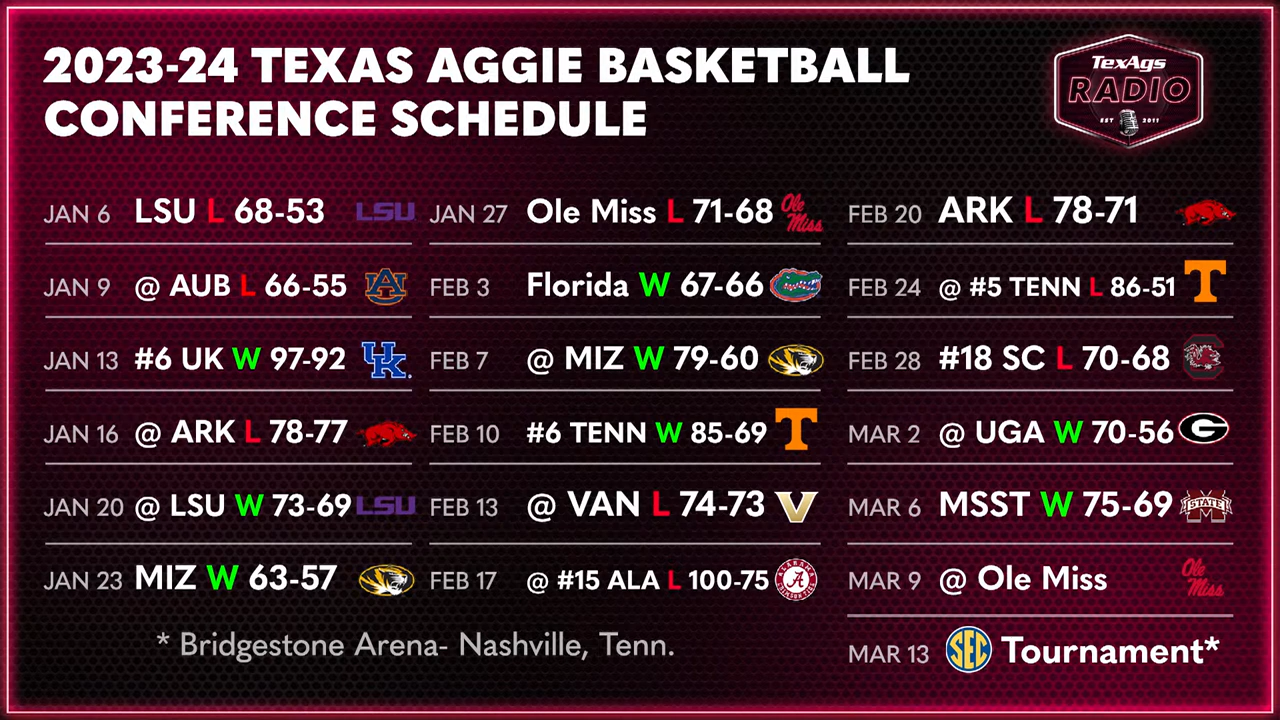 2023-24 TEXAS AGGIE BASKETBALL
CONFERENCE SCHEDULE
TexAgs
RADIO
EST 2011
JAN 6 LSU L 68-53 LSU
JAN 9 @ AUB L 66-55
JAN 13 #6 UK W 97-92 UK
JAN 16 @ ARK L 78-77
JAN 20 @ LSU W 73-69 LSU
JAN 23 MIZ W 63-57
JAN 27 Ole Miss L 71-68 Ole Miss
FEB 3 Florida W 67-66
FEB 7 @ MIZ W 79-60
FEB 10 #6 TENN W 85-69 T
FEB 13 @ VAN L 74-73 V
FEB 17 @ #15 ALA L 100-75 A
FEB 20 ARK L 78-71
FEB 24 @ #5 TENN L 86-51 T
FEB 28 #18 SC L 70-68
MAR 2 @ UGA W 70-56 G
MAR 6 MSST W 75-69 STATE
MAR 9 @ Ole Miss Ole Miss
MAR 13 SEC Tournament*
* Bridgestone Arena- Nashville, Tenn.